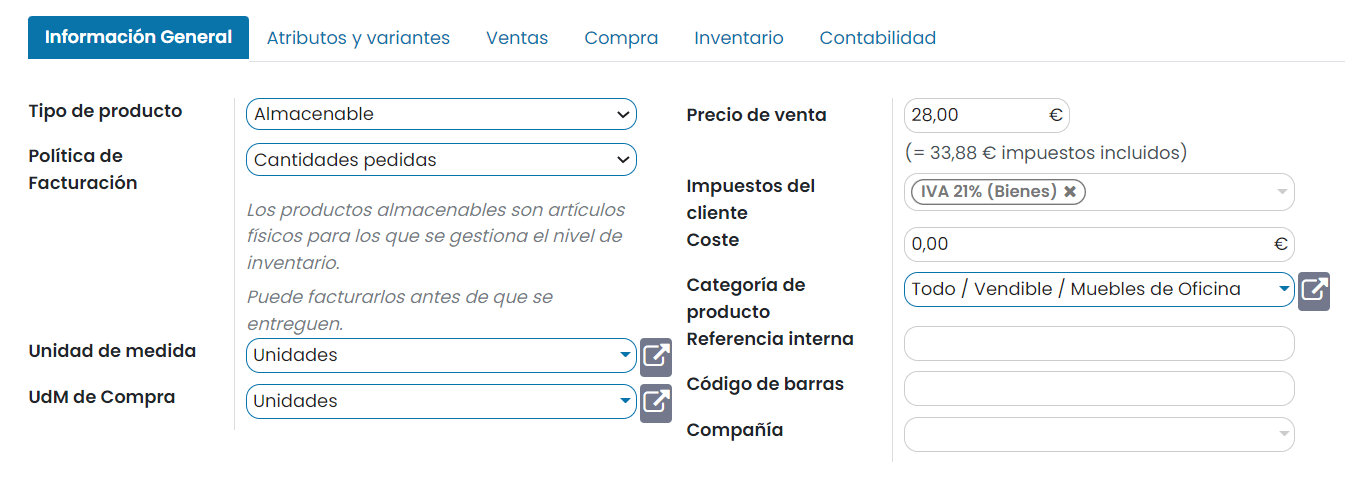 Información General Atributos y variantes Ventas Compra Inventario Contabilidad
Tipo de producto
Almacenable
Política de
Facturación
Cantidades pedidas
Los productos almacenables son artículos
físicos para los que se gestiona el nivel de
inventario.
Puede facturarlos antes de que se
entreguen.
Unidad de medida
Unidades
UdM de Compra
Unidades
Precio de venta
28,00 €
(= 33,88 € impuestos incluidos)
Impuestos del
cliente
IVA 21% (Bienes)
Coste
0,00 €
Categoría de
producto
Todo / Vendible / Muebles de Oficina
Referencia interna
Código de barras
Compañía